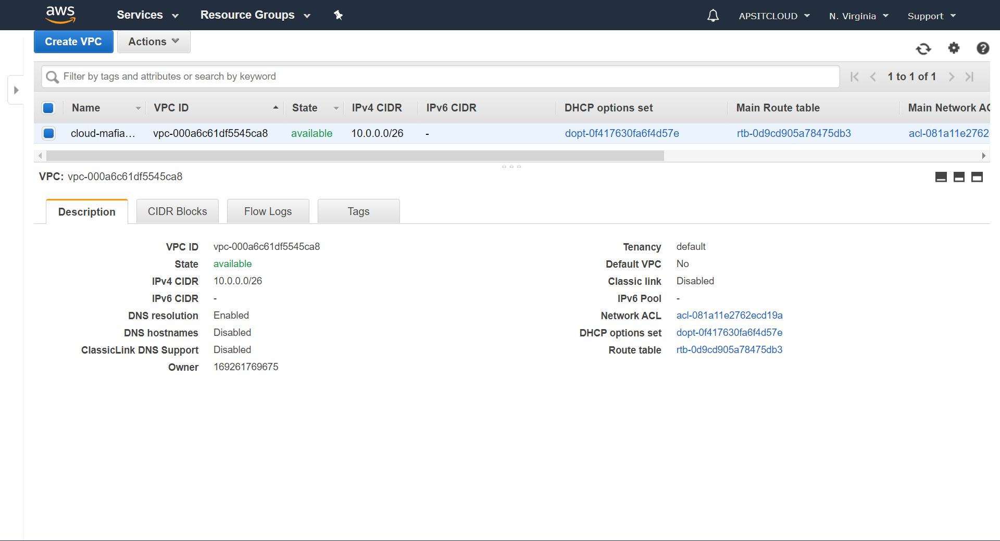 aws Services Resource Groups APSITCLOUD N. Virginia Support
Create VPC Actions
Filter by tags and attributes or search by keyword 1 to 1 of 1
Name VPC ID State IPv4 CIDR IPv6 CIDR DHCP options set Main Route table Main Network AC
cloud-mafia... vpc-000a6c61df5545ca8 available 10.0.0.0/26 - dopt-0f417630fa6f4d57e rtb-0d9cd905a78475db3 acl-081a11e2762
VPC: vpc-000a6c61df5545ca8
Description CIDR Blocks Flow Logs Tags
VPC ID vpc-000a6c61df5545ca8 Tenancy default
State available Default VPC No
IPv4 CIDR 10.0.0.0/26 Classic link Disabled
IPv6 CIDR - IPv6 Pool -
DNS resolution Enabled Network ACL acl-081a11e2762ecd19a
DNS hostnames Disabled DHCP options set dopt-0f417630fa6f4d57e
ClassicLink DNS Support Disabled Route table rtb-0d9cd905a78475db3
Owner 169261769675